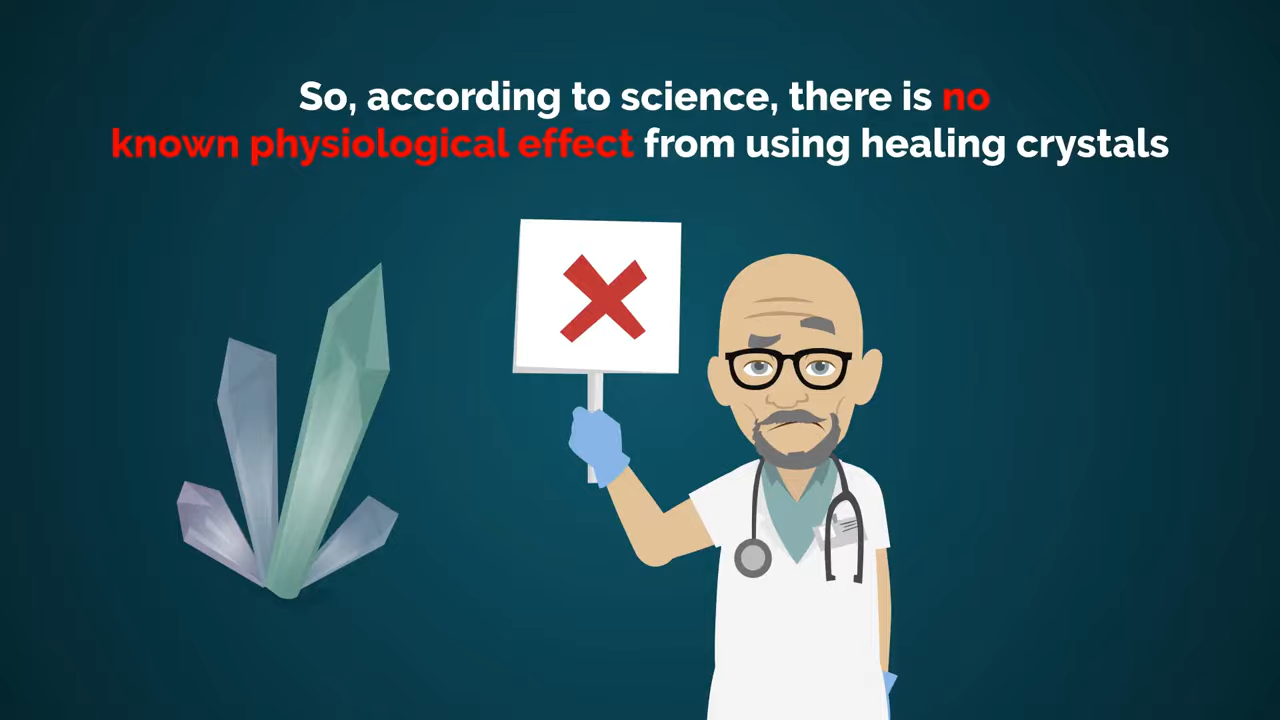 So, according to science, there is no
known physiological effect from using healing crystals